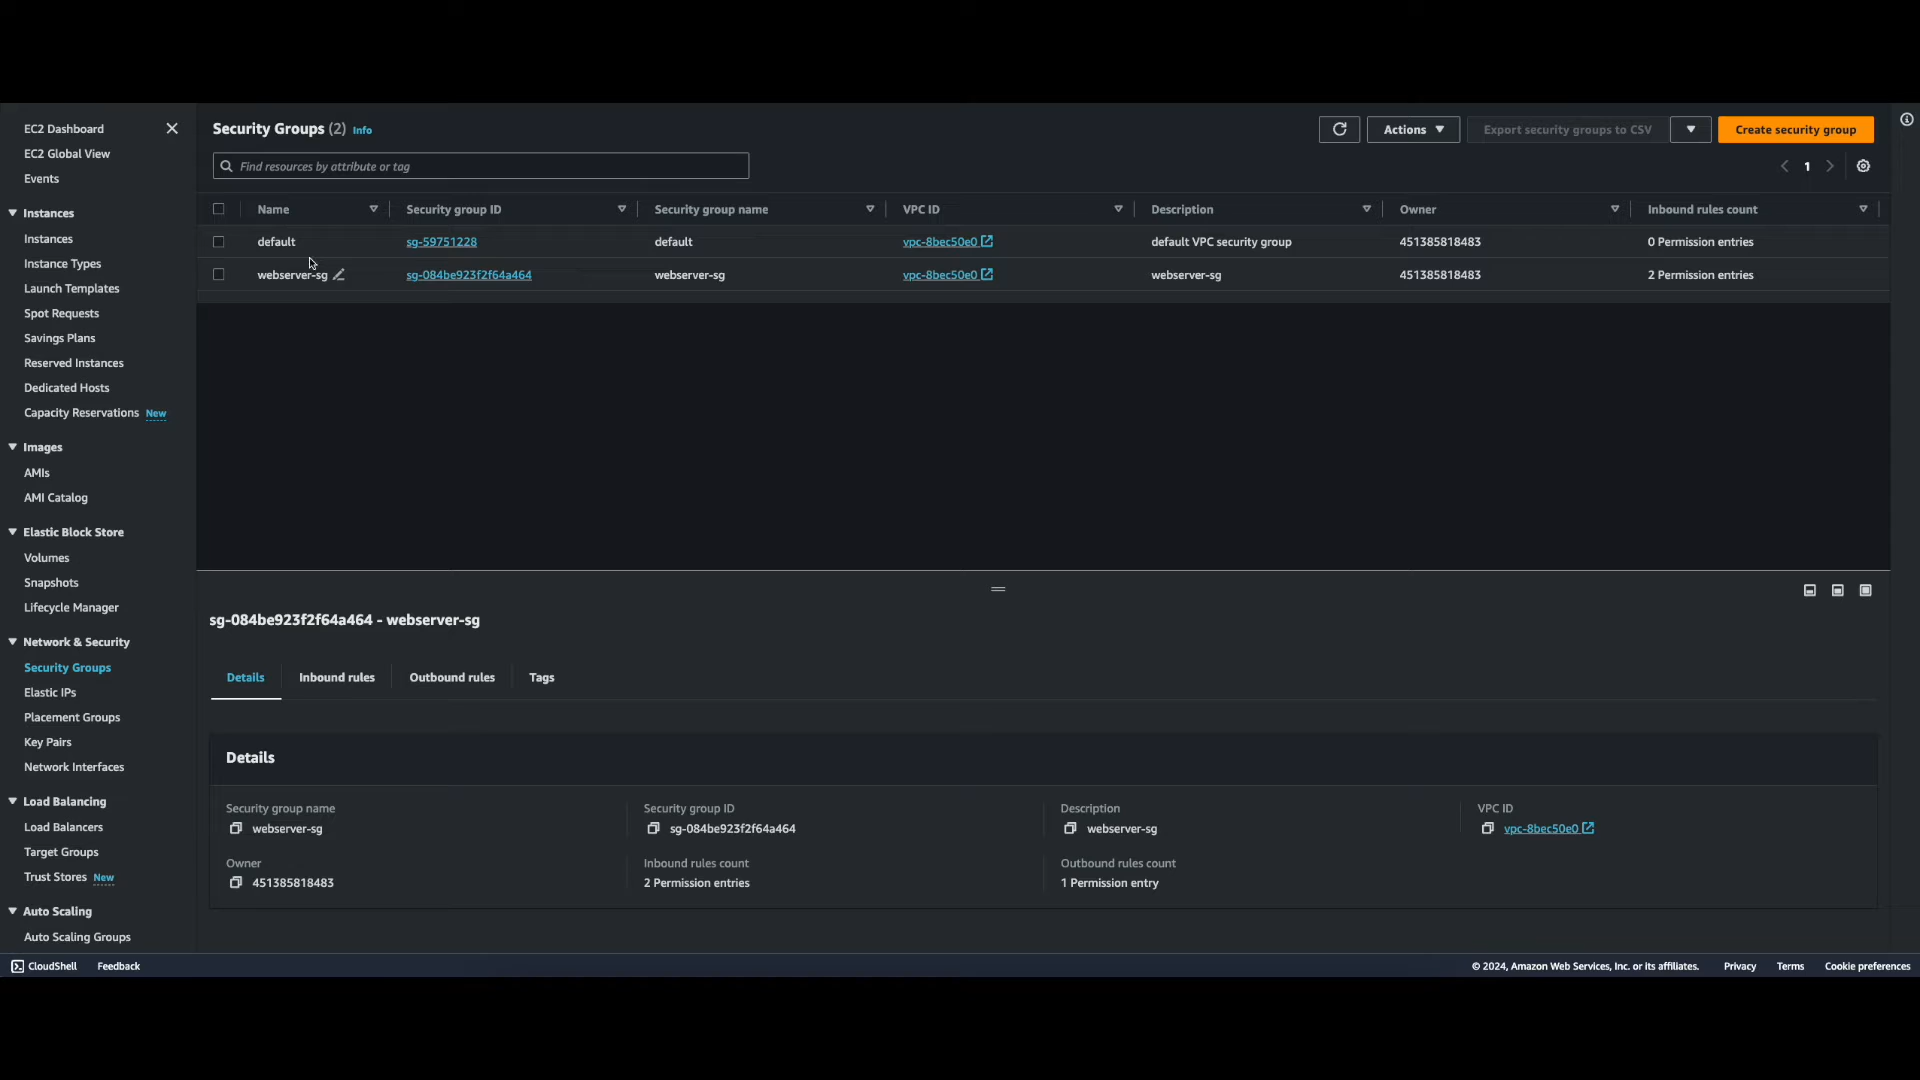 EC2 Dashboard
EC2 Global View
Events
Instances
Instances
Instance Types
Launch Templates
Spot Requests
Savings Plans
Reserved Instances
Dedicated Hosts
Capacity Reservations New
Images
AMIs
AMI Catalog
Elastic Block Store
Volumes
Snapshots
Lifecycle Manager
Network & Security
Security Groups
Elastic IPs
Placement Groups
Key Pairs
Network Interfaces
Load Balancing
Load Balancers
Target Groups
Trust Stores New
Auto Scaling
Auto Scaling Groups
Security Groups (2) Info
Actions
Export security groups to CSV
Create security group
Find resources by attribute or tag
1
Name Security group ID Security group name VPC ID Description Owner Inbound rules count
default sg-59751228 default vpc-8bec50e0 default VPC security group 451385818483 0 Permission entries
webserver-sg sg-084be923f2f64a464 webserver-sg vpc-8bec50e0 webserver-sg 451385818483 2 Permission entries
sg-084be923f2f64a464 - webserver-sg
Details Inbound rules Outbound rules Tags
Details
Security group name Security group ID Description VPC ID
webserver-sg sg-084be923f2f64a464 webserver-sg vpc-8bec50e0
Owner Inbound rules count Outbound rules count
451385818483 2 Permission entries 1 Permission entry
CloudShell Feedback © 2024, Amazon Web Services, Inc. or its affiliates. Privacy Terms Cookie preferences